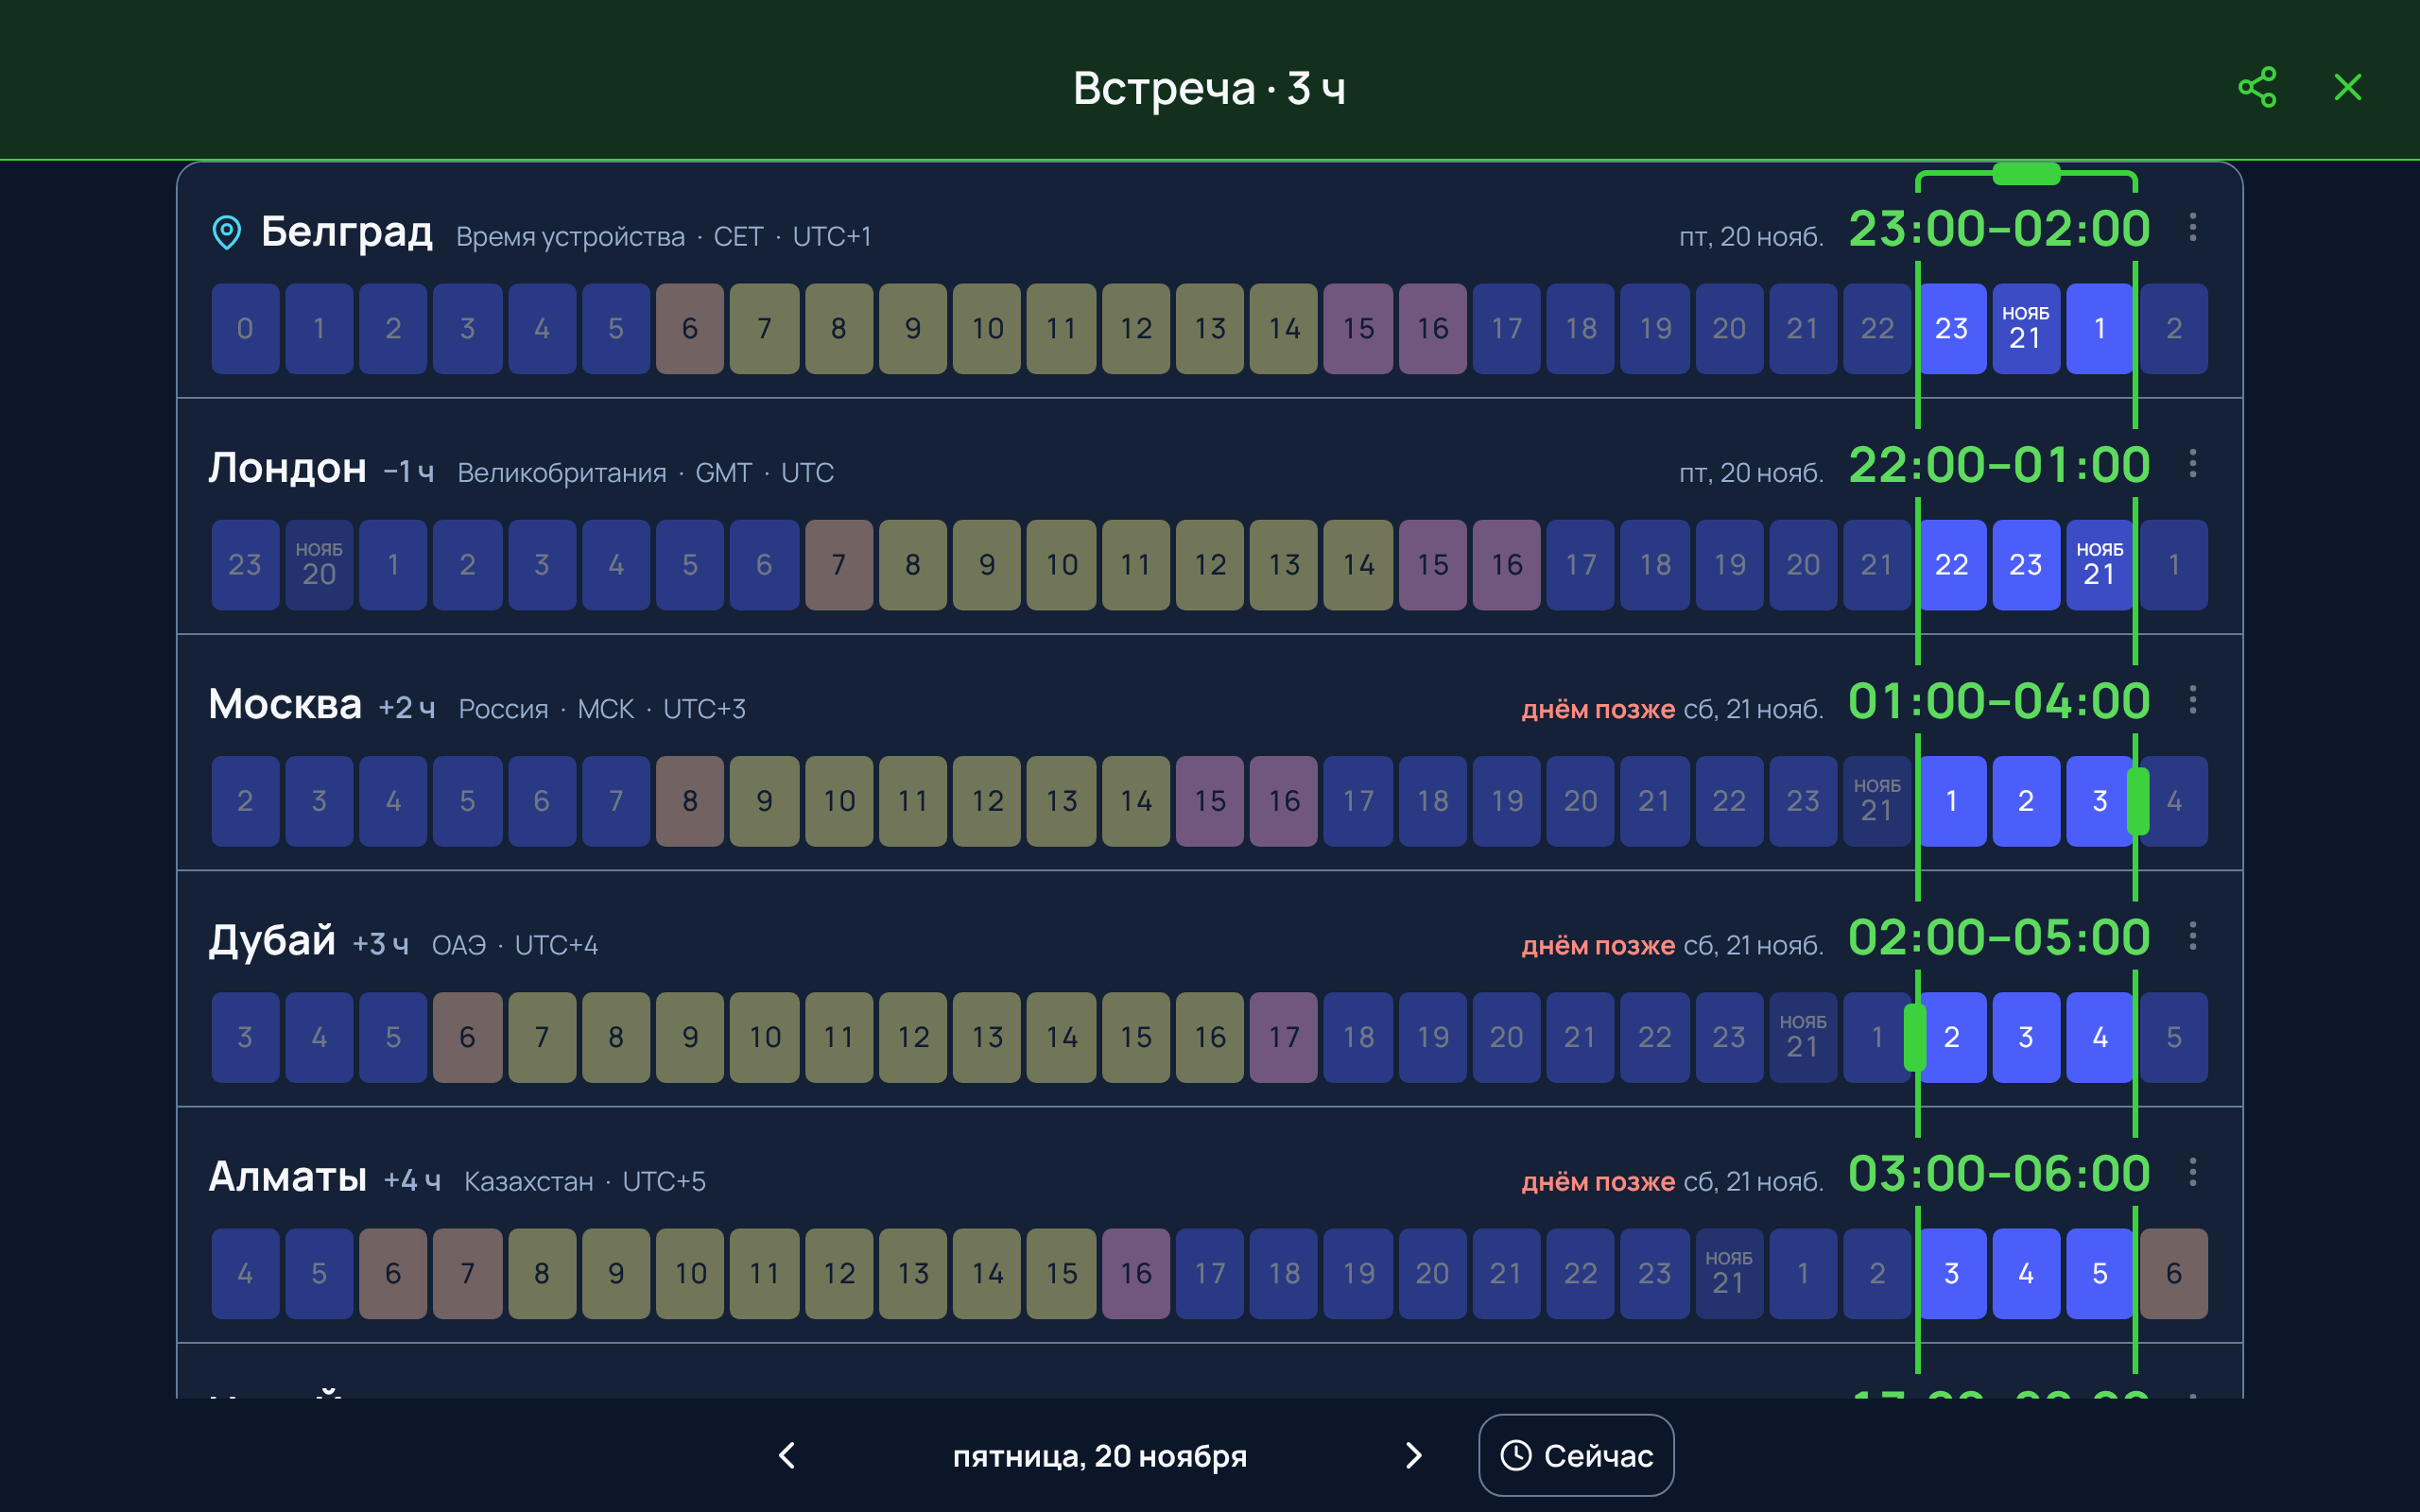 Встреча · 3 ч
Белград Время устройства · CET · UTC+1 пт, 20 нояб. 23:00–02:00
0 1 2 3 4 5 6 7 8 9 10 11 12 13 14 15 16 17 18 19 20 21 22 23 НОЯБ 21 1 2
Лондон −1 ч Великобритания · GMT · UTC пт, 20 нояб. 22:00–01:00
23 НОЯБ 20 1 2 3 4 5 6 7 8 9 10 11 12 13 14 15 16 17 18 19 20 21 22 23 НОЯБ 21 1
Москва +2 ч Россия · МСК · UTC+3 днём позже сб, 21 нояб. 01:00–04:00
2 3 4 5 6 7 8 9 10 11 12 13 14 15 16 17 18 19 20 21 22 23 НОЯБ 21 1 2 3 4
Дубай +3 ч ОАЭ · UTC+4 днём позже сб, 21 нояб. 02:00–05:00
3 4 5 6 7 8 9 10 11 12 13 14 15 16 17 18 19 20 21 22 23 НОЯБ 21 1 2 3 4 5
Алматы +4 ч Казахстан · UTC+5 днём позже сб, 21 нояб. 03:00–06:00
4 5 6 7 8 9 10 11 12 13 14 15 16 17 18 19 20 21 22 23 НОЯБ 21 1 2 3 4 5 6
пятница, 20 ноября Сейчас